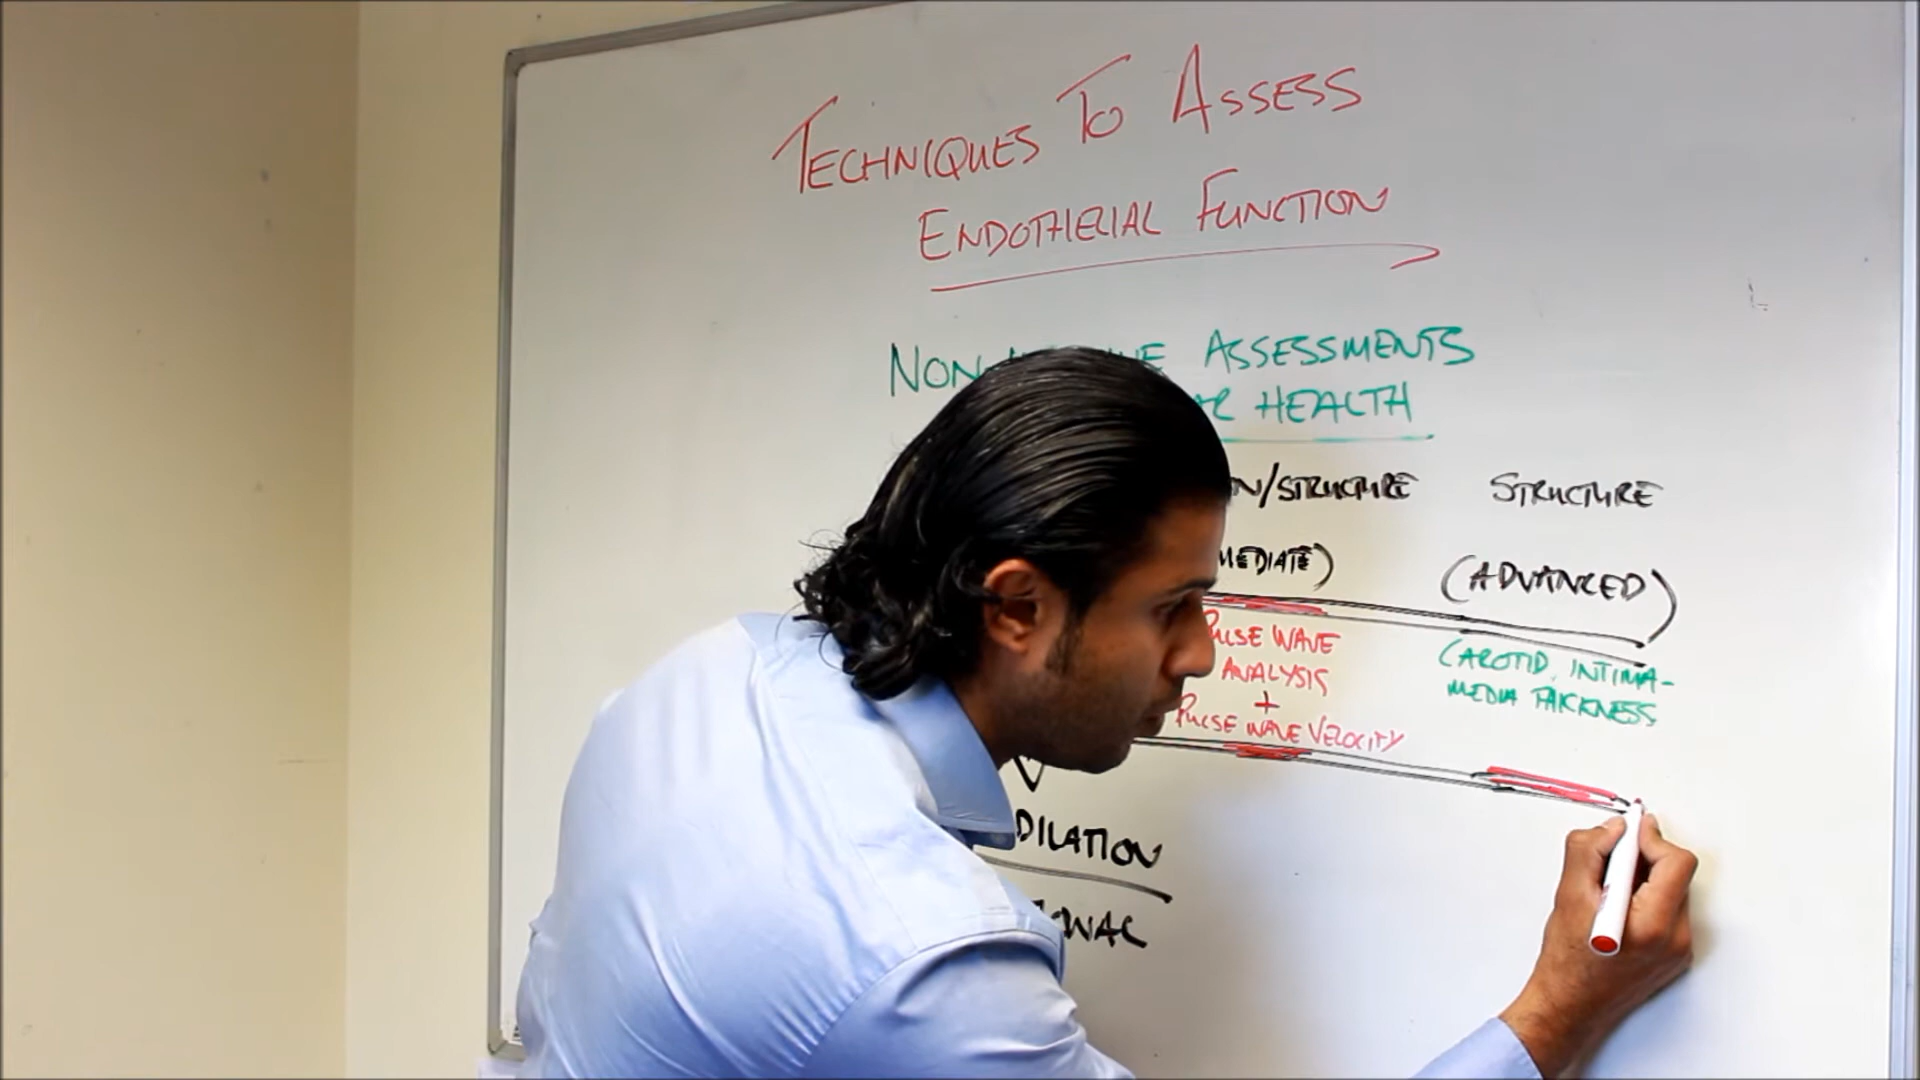 TECHNIQUES TO ASSESS
ENDOTHELIAL FUNCTION
NON- ASSESSMENTS
HEALTH
/STRUCTURE STRUCTURE
MEDIATE) (ADVANCED)
PULSE WAVE
ANALYSIS
+
PULSE WAVE VELOCITY
CAROTID INTIMA-
MEDIA THICKNESS
DILATION